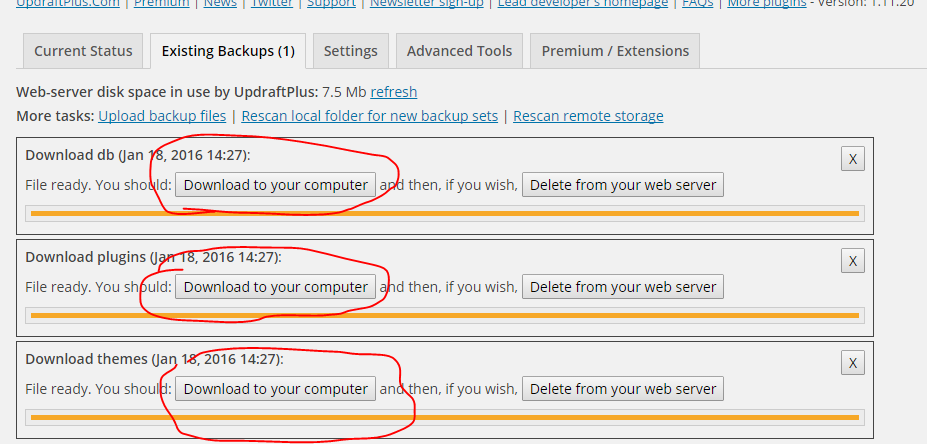 UpdraftPlus.Com | Premium | News | Twitter | Support | Newsletter sign-up | Lead developer's homepage | FAQs | More plugins - Version: 1.11.20
Current Status Existing Backups (1) Settings Advanced Tools Premium / Extensions
Web-server disk space in use by UpdraftPlus: 7.5 Mb refresh
More tasks: Upload backup files | Rescan local folder for new backup sets | Rescan remote storage
Download db (Jan 18, 2016 14:27): X
File ready. You should: Download to your computer and then, if you wish, Delete from your web server
Download plugins (Jan 18, 2016 14:27): X
File ready. You should: Download to your computer and then, if you wish, Delete from your web server
Download themes (Jan 18, 2016 14:27): X
File ready. You should: Download to your computer and then, if you wish, Delete from your web server